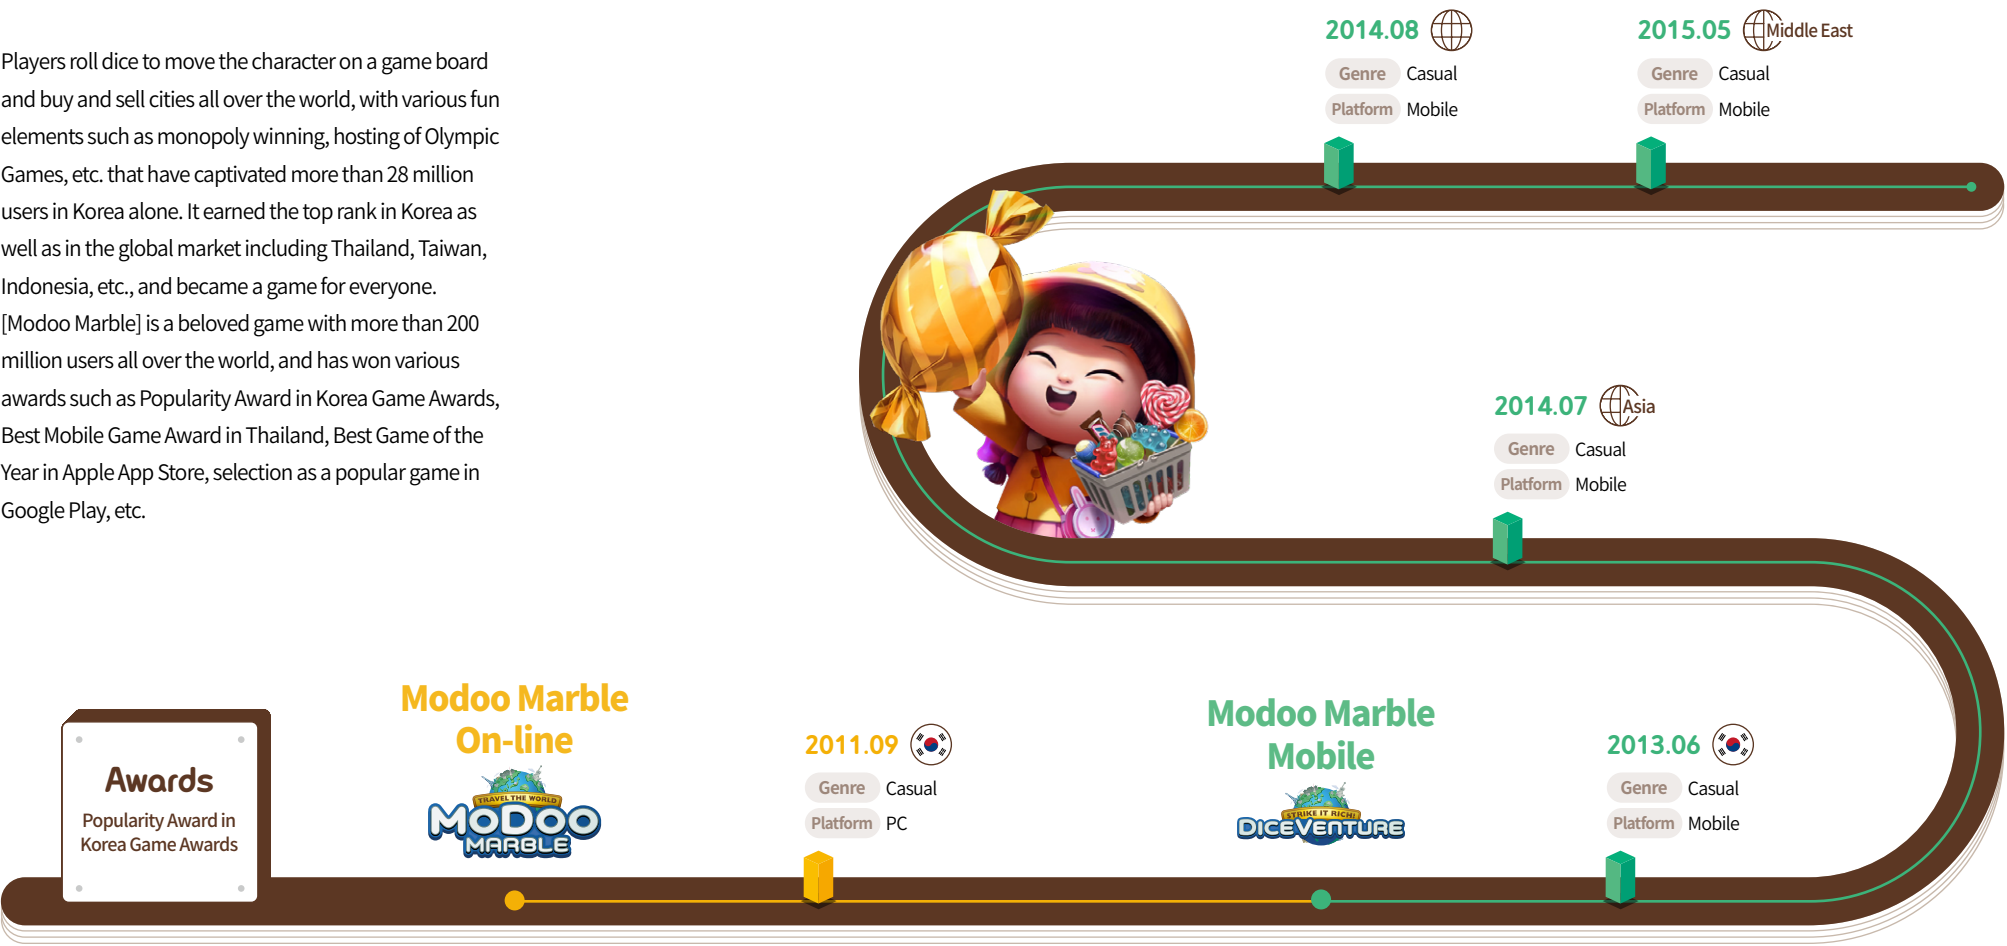 Players roll dice to move the character on a game board
and buy and sell cities all over the world, with various fun
elements such as monopoly winning, hosting of Olympic
Games, etc. that have captivated more than 28 million
users in Korea alone. It earned the top rank in Korea as
well as in the global market including Thailand, Taiwan,
Indonesia, etc., and became a game for everyone.
[Modoo Marble] is a beloved game with more than 200
million users all over the world, and has won various
awards such as Popularity Award in Korea Game Awards,
Best Mobile Game Award in Thailand, Best Game of the
Year in Apple App Store, selection as a popular game in
Google Play, etc.
2014.08
Genre Casual
Platform Mobile
2015.05 Middle East
Genre Casual
Platform Mobile
2014.07 Asia
Genre Casual
Platform Mobile
Awards
Popularity Award in
Korea Game Awards
Modoo Marble
On-line
TRAVEL THE WORLD
MODOO
MARBLE
2011.09
Genre Casual
Platform PC
Modoo Marble
Mobile
STRIKE IT RICH!
DICEVENTURE
2013.06
Genre Casual
Platform Mobile